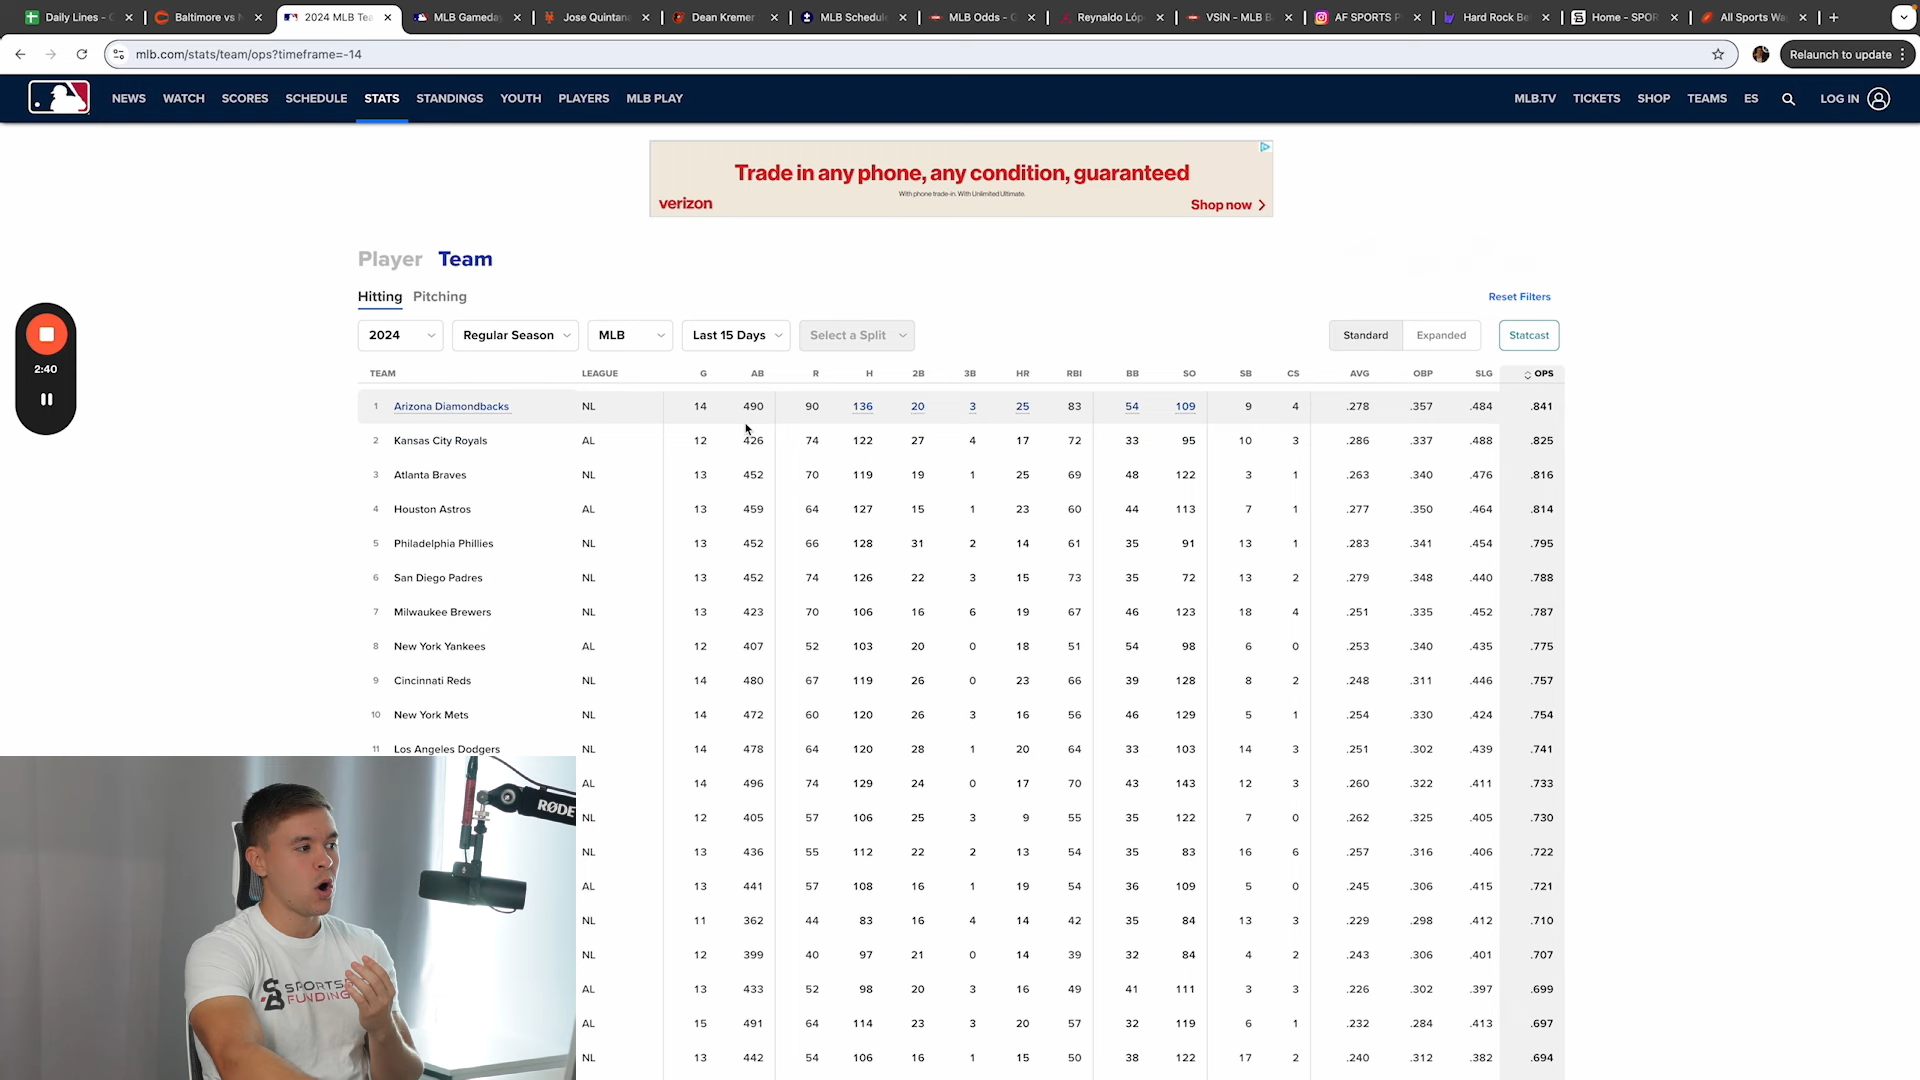 Daily Lines - G
Baltimore vs N
2024 MLB Tea
MLB Gameday
Jose Quintana
Dean Kremer
MLB Schedul
MLB Odds - G
Reynaldo Lóp
VSiN - MLB B
AF SPORTS P
Hard Rock Be
Home - SPOR
All Sports Wa
mlb.com/stats/team/ops?timeframe=-14
Relaunch to update
NEWS WATCH SCORES SCHEDULE STATS STANDINGS YOUTH PLAYERS MLB PLAY
MLB.TV TICKETS SHOP TEAMS ES LOG IN
Trade in any phone, any condition, guaranteed
With phone trade-in. With Unlimited Ultimate.
verizon
Shop now
Player Team
Hitting Pitching
Reset Filters
2024 Regular Season MLB Last 15 Days Select a Split Standard Expanded Statcast
2:40
TEAM LEAGUE G AB R H 2B 3B HR RBI BB SO SB CS AVG OBP SLG OPS
1 Arizona Diamondbacks NL 14 490 90 136 20 3 25 83 54 109 9 4 .278 .357 .484 .841
2 Kansas City Royals AL 12 426 74 122 27 4 17 72 33 95 10 3 .286 .337 .488 .825
3 Atlanta Braves NL 13 452 70 119 19 1 25 69 48 122 3 1 .263 .340 .476 .816
4 Houston Astros AL 13 459 64 127 15 1 23 60 44 113 7 1 .277 .350 .464 .814
5 Philadelphia Phillies NL 13 452 66 128 31 2 14 61 35 91 13 1 .283 .341 .454 .795
6 San Diego Padres NL 13 452 74 126 22 3 15 73 35 72 13 2 .279 .348 .440 .788
7 Milwaukee Brewers NL 13 423 70 106 16 6 19 67 46 123 18 4 .251 .335 .452 .787
8 New York Yankees AL 12 407 52 103 20 0 18 51 54 98 6 0 .253 .340 .435 .775
9 Cincinnati Reds NL 14 480 67 119 26 0 23 66 39 128 8 2 .248 .311 .446 .757
10 New York Mets NL 14 472 60 120 26 3 16 56 46 129 5 1 .254 .330 .424 .754
11 Los Angeles Dodgers NL 14 478 64 120 28 1 20 64 33 103 14 3 .251 .302 .439 .741
AL 14 496 74 129 24 0 17 70 43 143 12 3 .260 .322 .411 .733
NL 12 405 57 106 25 3 9 55 35 122 7 0 .262 .325 .405 .730
NL 13 436 55 112 22 2 13 54 35 83 16 6 .257 .316 .406 .722
AL 13 441 57 108 16 1 19 54 36 109 5 0 .245 .306 .415 .721
NL 11 362 44 83 16 4 14 42 35 84 13 3 .229 .298 .412 .710
NL 12 399 40 97 21 0 14 39 32 84 4 2 .243 .306 .401 .707
AL 13 433 52 98 20 3 16 49 41 111 3 3 .226 .302 .397 .699
AL 15 491 64 114 23 3 20 57 32 119 6 1 .232 .284 .413 .697
NL 13 442 54 106 16 1 15 50 38 122 17 2 .240 .312 .382 .694
RØDE
SPORTS
FUNDING